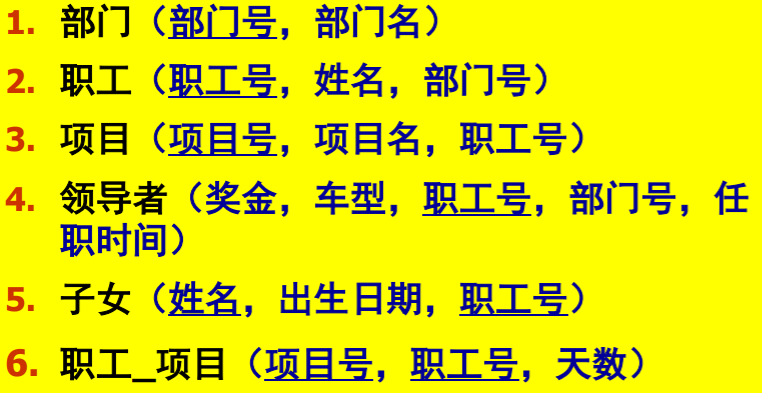 1. 部门（部门号，部门名）
2. 职工（职工号，姓名，部门号）
3. 项目（项目号，项目名，职工号）
4. 领导者（奖金，车型，职工号，部门号，任
职时间）
5. 子女（姓名，出生日期，职工号）
6. 职工_项目（项目号，职工号，天数）